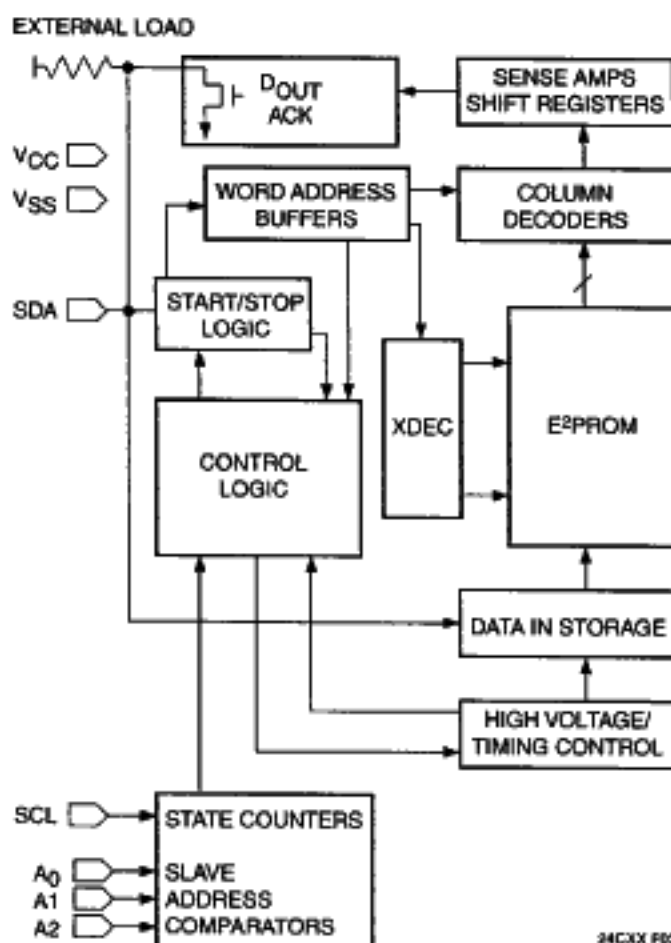 EXTERNAL LOAD
DOUT
ACK
SENSE AMPS
SHIFT REGISTERS
VCC
VSS
WORD ADDRESS
BUFFERS
COLUMN
DECODERS
SDA
START/STOP
LOGIC
XDEC
E²PROM
CONTROL
LOGIC
DATA IN STORAGE
HIGH VOLTAGE/
TIMING CONTROL
SCL
STATE COUNTERS
A0
SLAVE
A1
ADDRESS
A2
COMPARATORS
24CXX